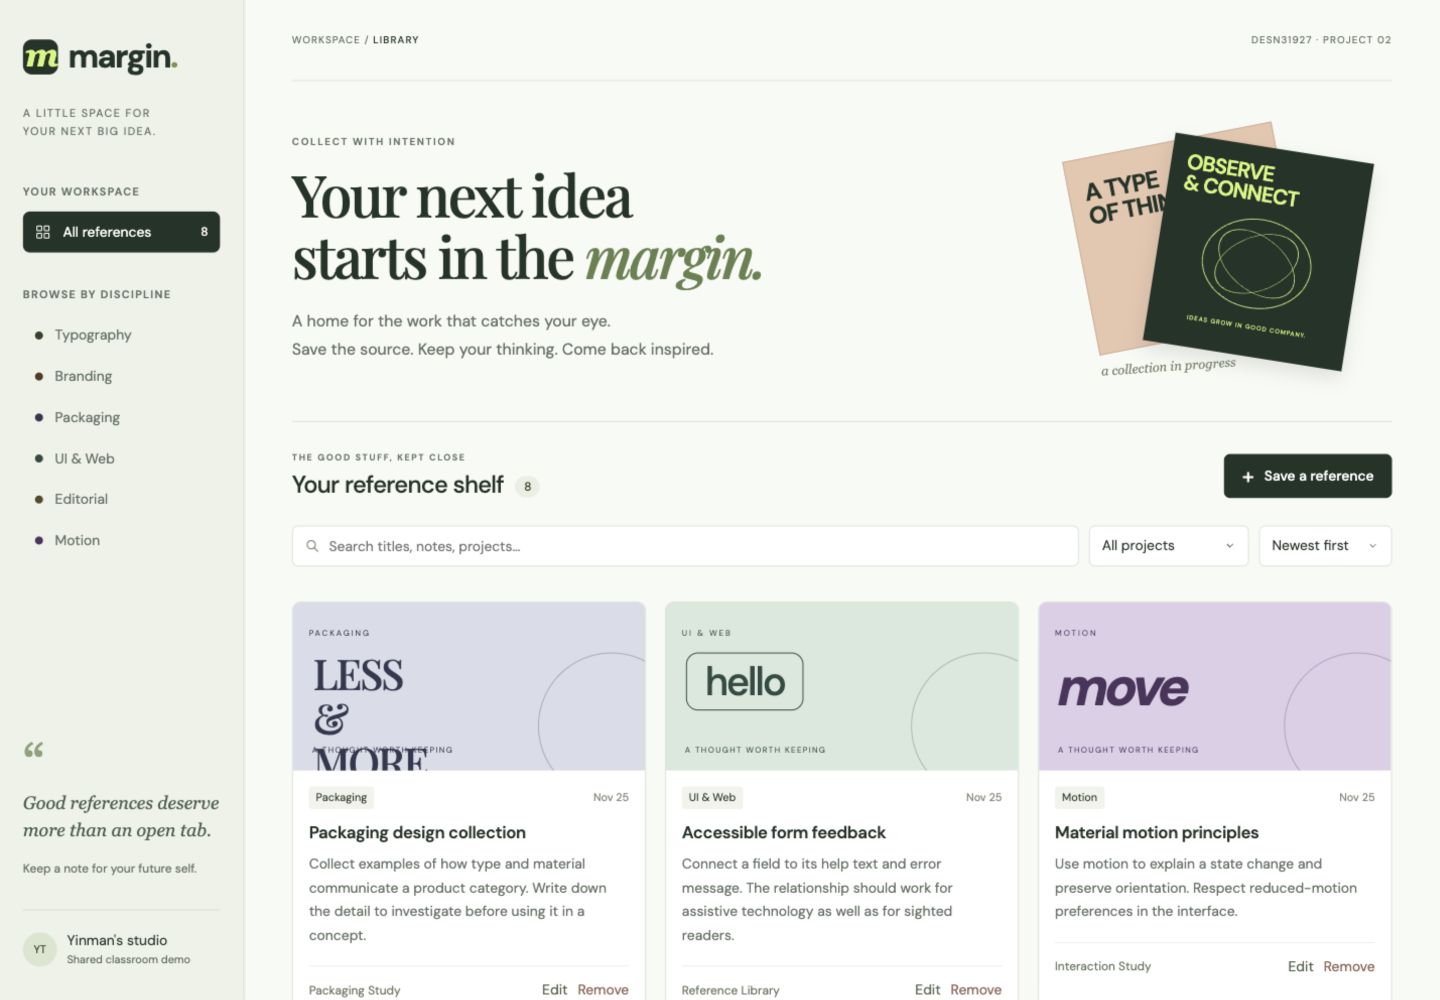 m margin.
A LITTLE SPACE FOR
YOUR NEXT BIG IDEA.
YOUR WORKSPACE
All references 8
BROWSE BY DISCIPLINE
Typography
Branding
Packaging
UI & Web
Editorial
Motion
“
Good references deserve
more than an open tab.
Keep a note for your future self.
YT
Yinman's studio
Shared classroom demo
WORKSPACE / LIBRARY
DESN31927 · PROJECT 02
COLLECT WITH INTENTION
Your next idea
starts in the margin.
A home for the work that catches your eye.
Save the source. Keep your thinking. Come back inspired.
A TYPE
OF THIN
OBSERVE
& CONNECT
IDEAS GROW IN GOOD COMPANY.
a collection in progress
THE GOOD STUFF, KEPT CLOSE
Your reference shelf 8
+ Save a reference
Search titles, notes, projects...
All projects
Newest first
PACKAGING
LESS
&
MORE
A THOUGHT WORTH KEEPING
Packaging Nov 25
Packaging design collection
Collect examples of how type and material
communicate a product category. Write down
the detail to investigate before using it in a
concept.
Packaging Study Edit Remove
UI & WEB
hello
A THOUGHT WORTH KEEPING
UI & Web Nov 25
Accessible form feedback
Connect a field to its help text and error
message. The relationship should work for
assistive technology as well as for sighted
readers.
Reference Library Edit Remove
MOTION
move
A THOUGHT WORTH KEEPING
Motion Nov 25
Material motion principles
Use motion to explain a state change and
preserve orientation. Respect reduced-motion
preferences in the interface.
Interaction Study Edit Remove